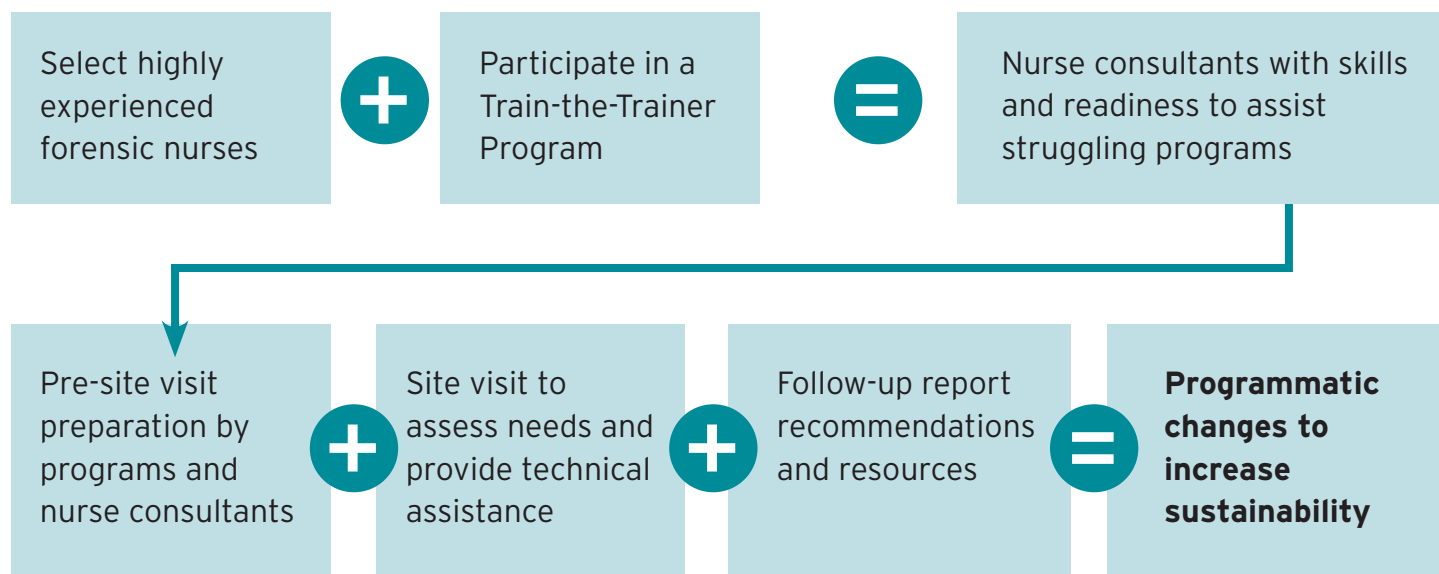 Select highly
experienced
forensic nurses
+
Participate in a
Train-the-Trainer
Program
=
Nurse consultants with skills
and readiness to assist
struggling programs
Pre-site visit
preparation by
programs and
nurse consultants
+
Site visit to
assess needs and
provide technical
assistance
+
Follow-up report
recommendations
and resources
=
Programmatic
changes to
increase
sustainability